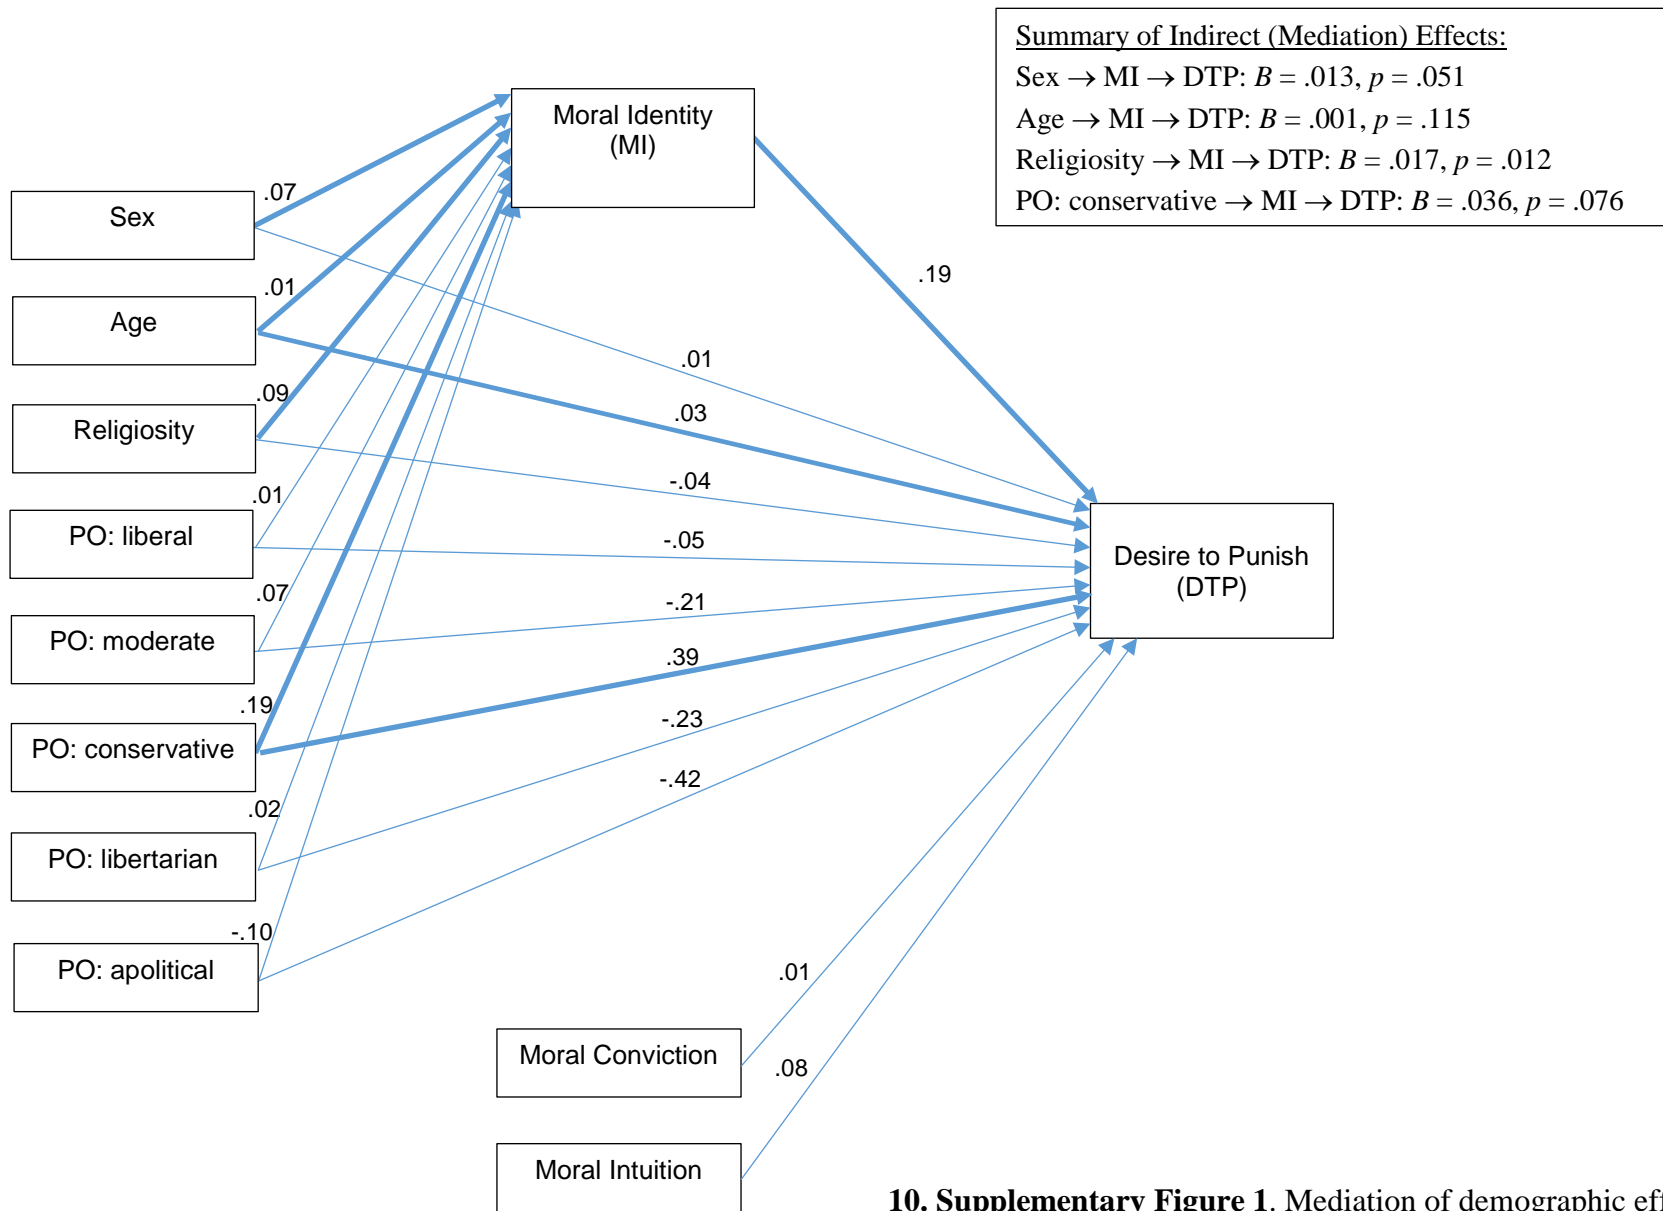 Summary of Indirect (Mediation) Effects:
Sex → MI → DTP: B = .013, p = .051
Age → MI → DTP: B = .001, p = .115
Religiosity → MI → DTP: B = .017, p = .012
PO: conservative → MI → DTP: B = .036, p = .076
Moral Identity
(MI)
.07
Sex
.19
.01
Age
.01
.09
.03
Religiosity
-.04
.01
PO: liberal
-.05
Desire to Punish
(DTP)
.07
-.21
PO: moderate
.39
.19
-.23
PO: conservative
-.42
.02
PO: libertarian
-.10
PO: apolitical
.01
Moral Conviction
.08
Moral Intuition
10. Supplementary Figure 1. Mediation of demographic eff